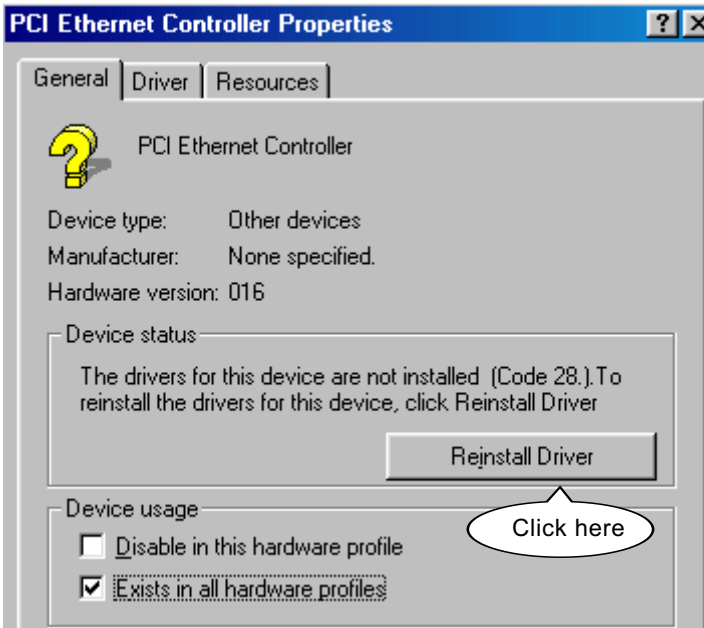 PCI Ethernet Controller Properties
General Driver Resources
PCI Ethernet Controller
Device type: Other devices
Manufacturer: None specified.
Hardware version: 016
Device status
The drivers for this device are not installed (Code 28.).To
reinstall the drivers for this device, click Reinstall Driver
Reinstall Driver
Click here
Device usage
Disable in this hardware profile
Exists in all hardware profiles